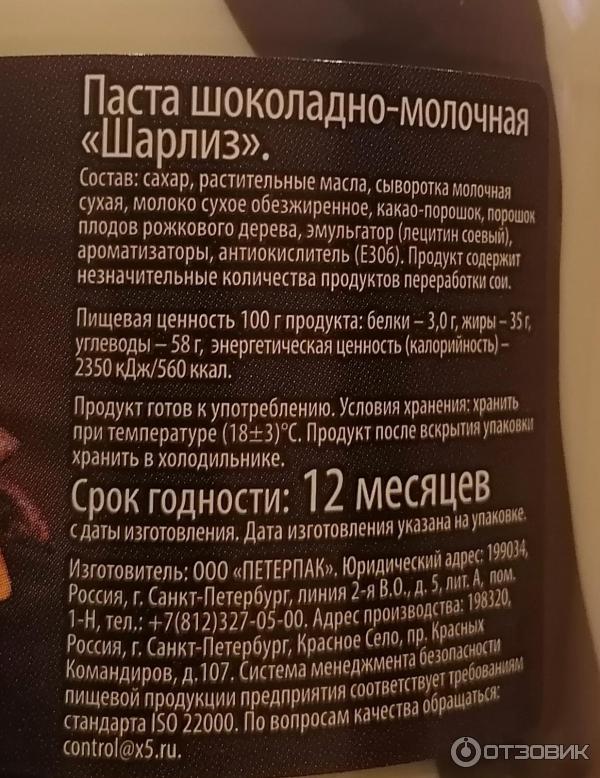 Паста шоколадно-молочная
«Шарлиз».
Состав: сахар, растительные масла, сыворотка молочная
сухая, молоко сухое обезжиренное, какао-порошок, порошок
плодов рожкового дерева, эмульгатор (лецитин соевый),
ароматизаторы, антиокислитель (Е306). Продукт содержит
незначительные количества продуктов переработки сои.
Пищевая ценность 100 г продукта: белки – 3,0 г, жиры – 35 г,
углеводы – 58 г, энергетическая ценность (калорийность) –
2350 кДж/560 ккал.
Продукт готов к употреблению. Условия хранения: хранить
при температуре (18±3)°С. Продукт после вскрытия упаковки
хранить в холодильнике.
Срок годности: 12 месяцев
с даты изготовления. Дата изготовления указана на упаковке.
Изготовитель: ООО «ПЕТЕРПАК». Юридический адрес: 199034,
Россия, г. Санкт-Петербург, линия 2-я В.О., д. 5, лит. А, пом.
1-Н, тел.: +7(812)327-05-00. Адрес производства: 198320,
Россия, г. Санкт-Петербург, Красное Село, пр. Красных
Командиров, д.107. Система менеджмента безопасности
пищевой продукции предприятия соответствует требованиям
стандарта ISO 22000. По вопросам качества обращаться:
control@x5.ru.
ОТЗОВИК